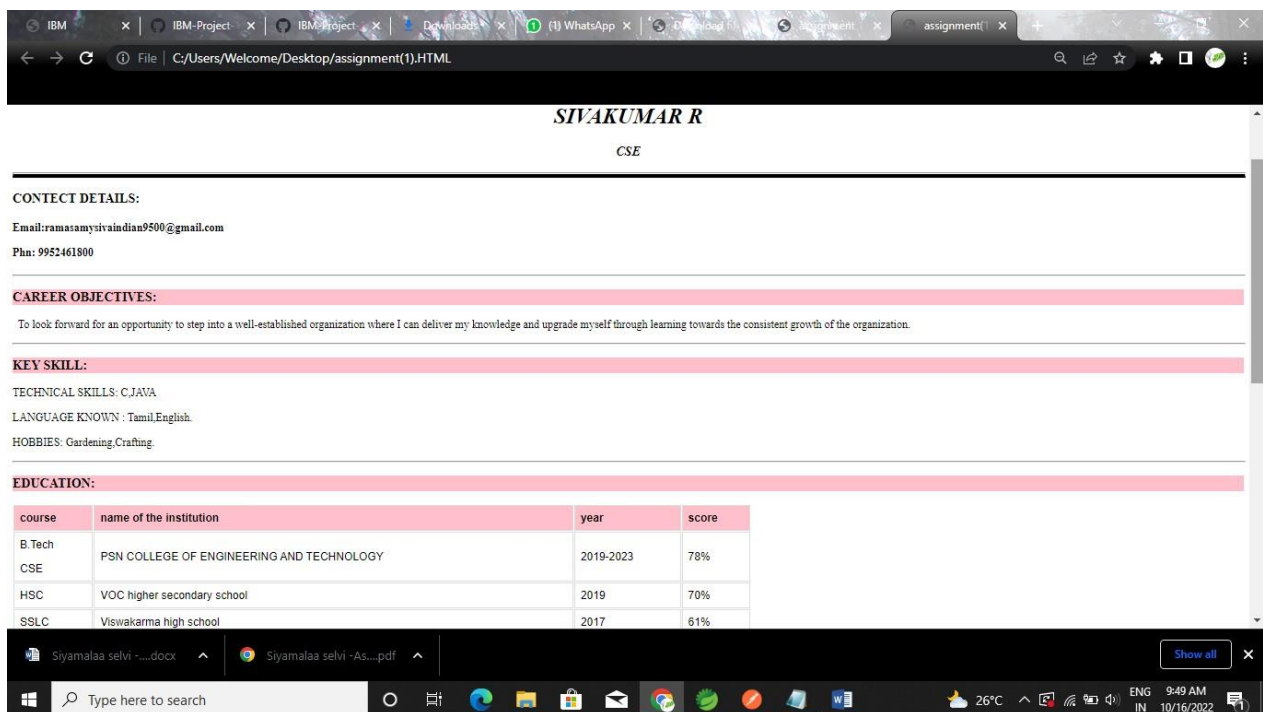 IBM
IBM-Project-
IBM-Project-
Downloads
(1) WhatsApp
Download fil
assignment
assignment(1
File | C:/Users/Welcome/Desktop/assignment(1).HTML
SIVAKUMAR R
CSE
CONTECT DETAILS:
Email:ramasamysivaindian9500@gmail.com
Phn: 9952461800
CAREER OBJECTIVES:
To look forward for an opportunity to step into a well-established organization where I can deliver my knowledge and upgrade myself through learning towards the consistent growth of the organization.
KEY SKILL:
TECHNICAL SKILLS: C,JAVA
LANGUAGE KNOWN : Tamil,English.
HOBBIES: Gardening,Crafting.
EDUCATION:
course name of the institution year score
B.Tech
CSE PSN COLLEGE OF ENGINEERING AND TECHNOLOGY 2019-2023 78%
HSC VOC higher secondary school 2019 70%
SSLC Viswakarma high school 2017 61%
Siyamalaa selvi -....docx
Siyamalaa selvi -As....pdf
Show all
Type here to search
26°C
ENG
IN
9:49 AM
10/16/2022